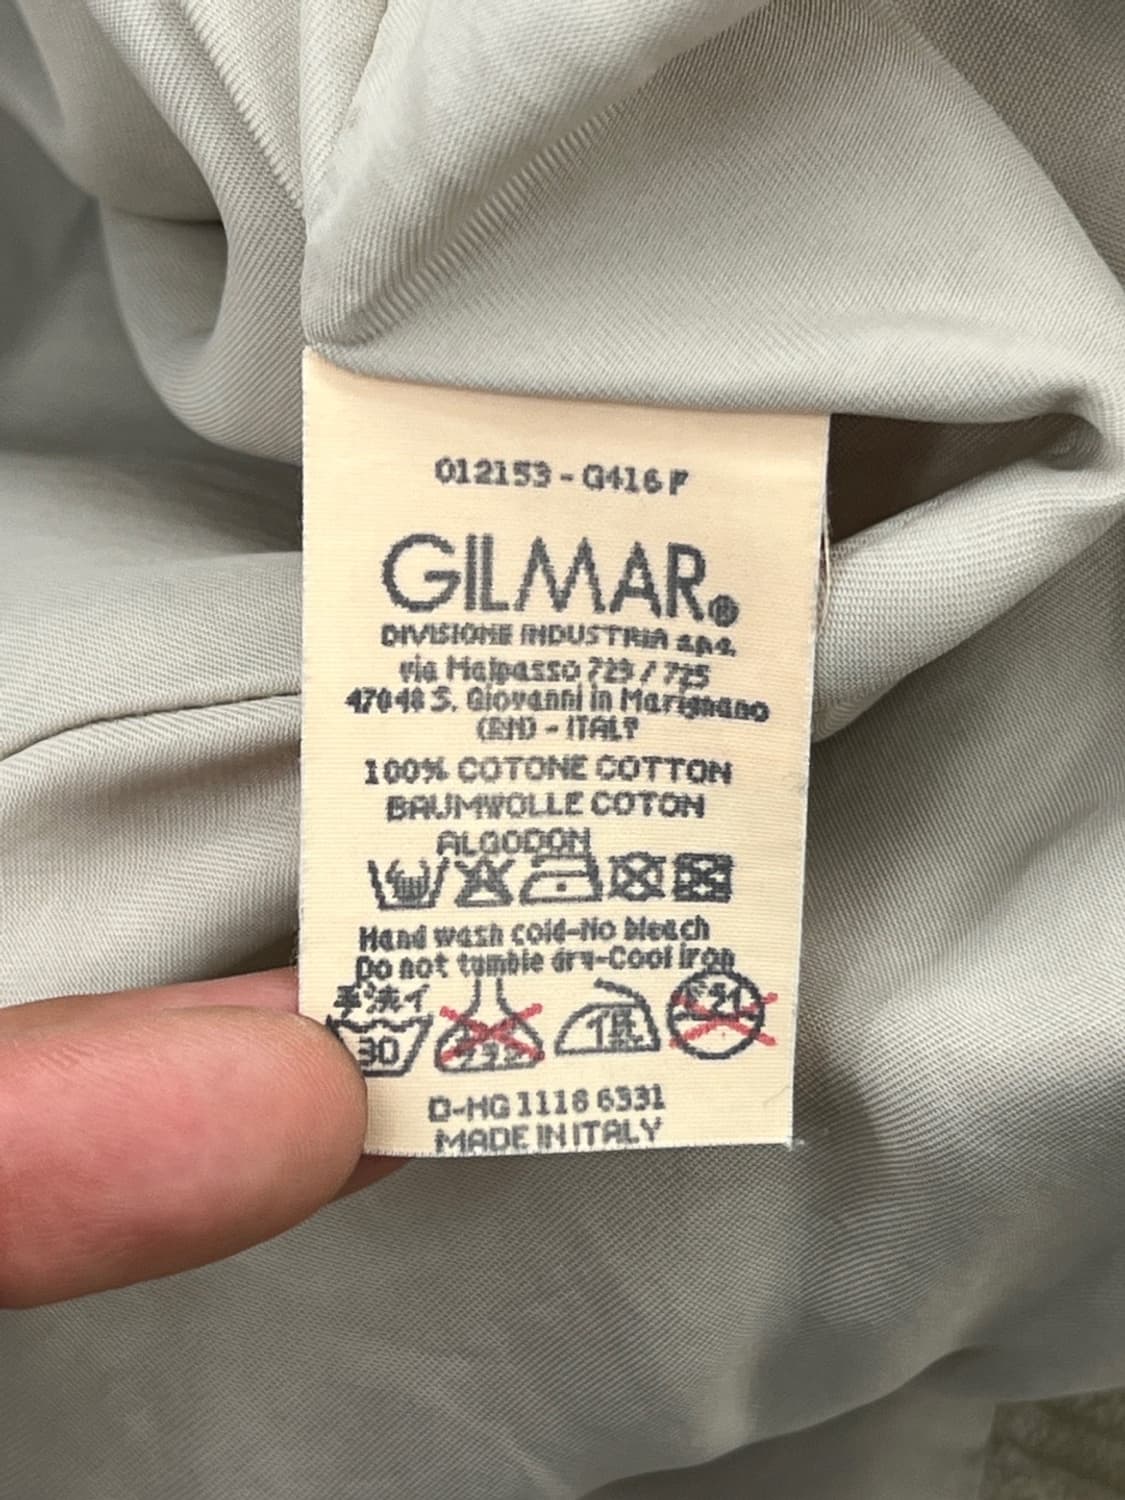 012153 - G416 F
GILMAR®
DIVISIONE INDUSTRIA s.p.a.
via Malpasso 723 / 725
47048 S. Giovanni in Marignano
(RN) - ITALY
100% COTONE COTTON
BAUMWOLLE COTON
ALGODON
Hand wash cold-No bleach
Do not tumble dry-Cool iron
手洗イ
30
低
D-HG 1118 6331
MADE IN ITALY